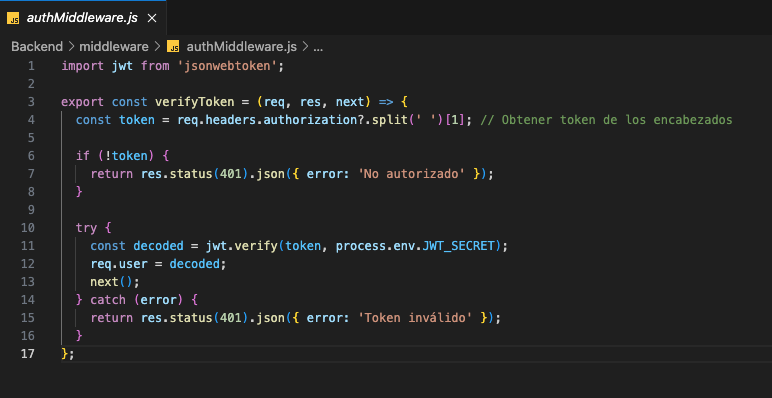 JS authMiddleware.js ×
Backend > middleware > JS authMiddleware.js > ...
1 import jwt from 'jsonwebtoken';
2
3 export const verifyToken = (req, res, next) => {
4   const token = req.headers.authorization?.split(' ')[1]; // Obtener token de los encabezados
5
6   if (!token) {
7     return res.status(401).json({ error: 'No autorizado' });
8   }
9
10   try {
11     const decoded = jwt.verify(token, process.env.JWT_SECRET);
12     req.user = decoded;
13     next();
14   } catch (error) {
15     return res.status(401).json({ error: 'Token inválido' });
16   }
17 };